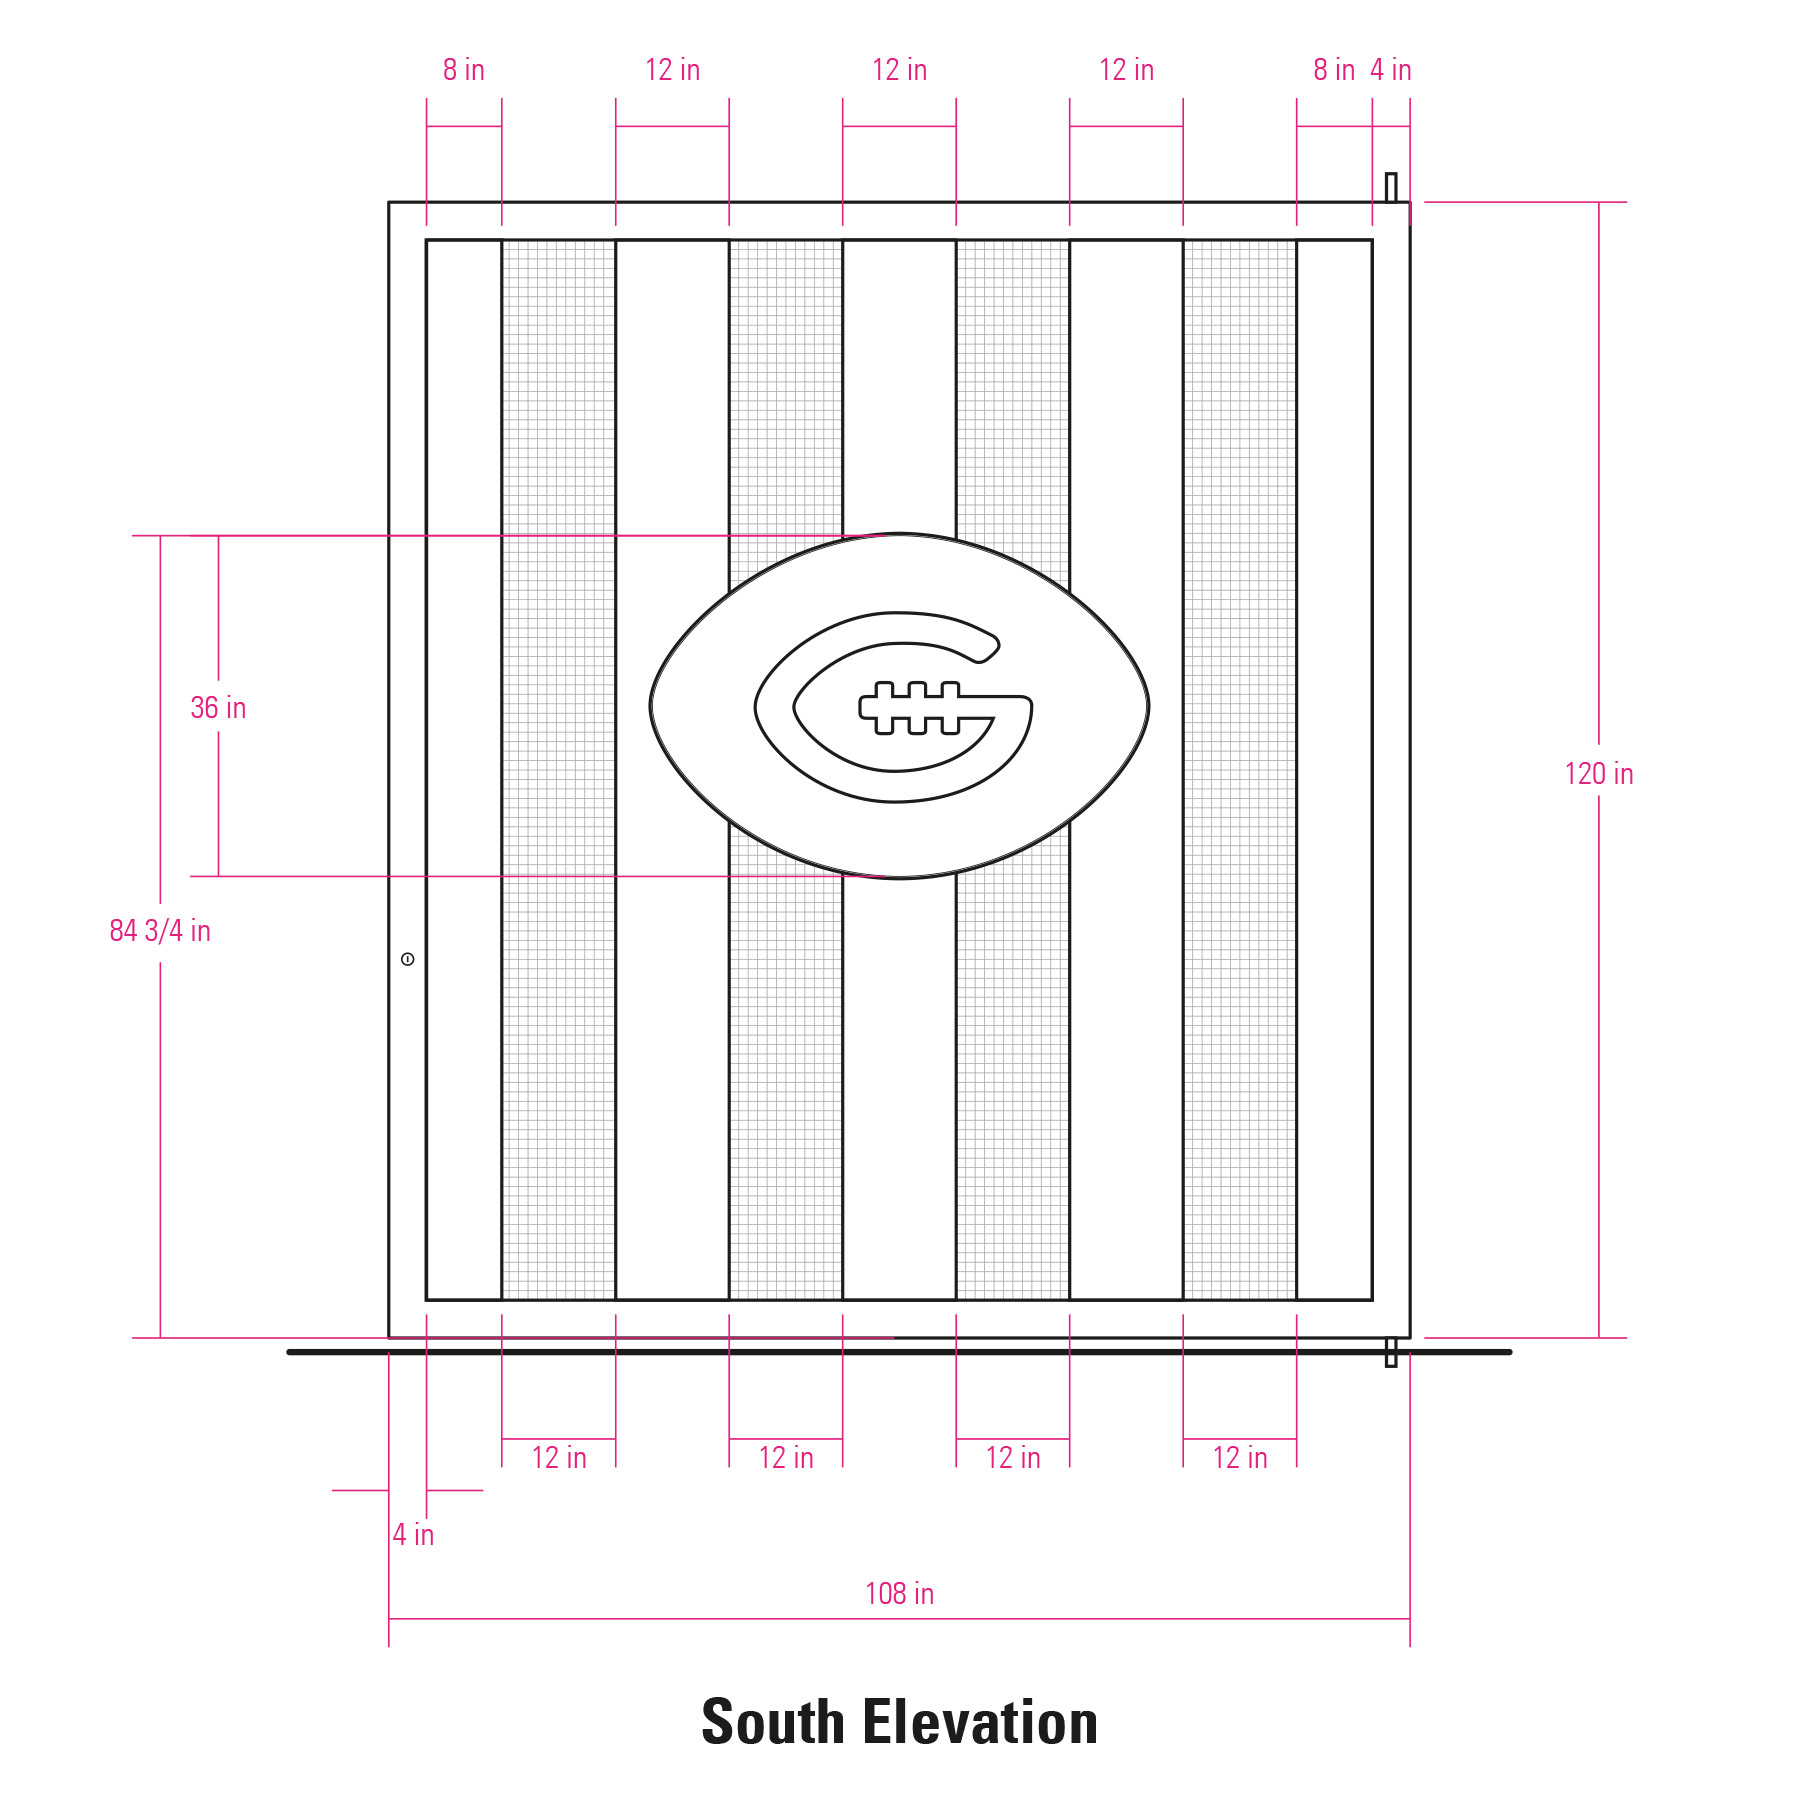 8 in 12 in 12 in 12 in 8 in 4 in
36 in
120 in
84 3/4 in
12 in 12 in 12 in 12 in
4 in
108 in
South Elevation